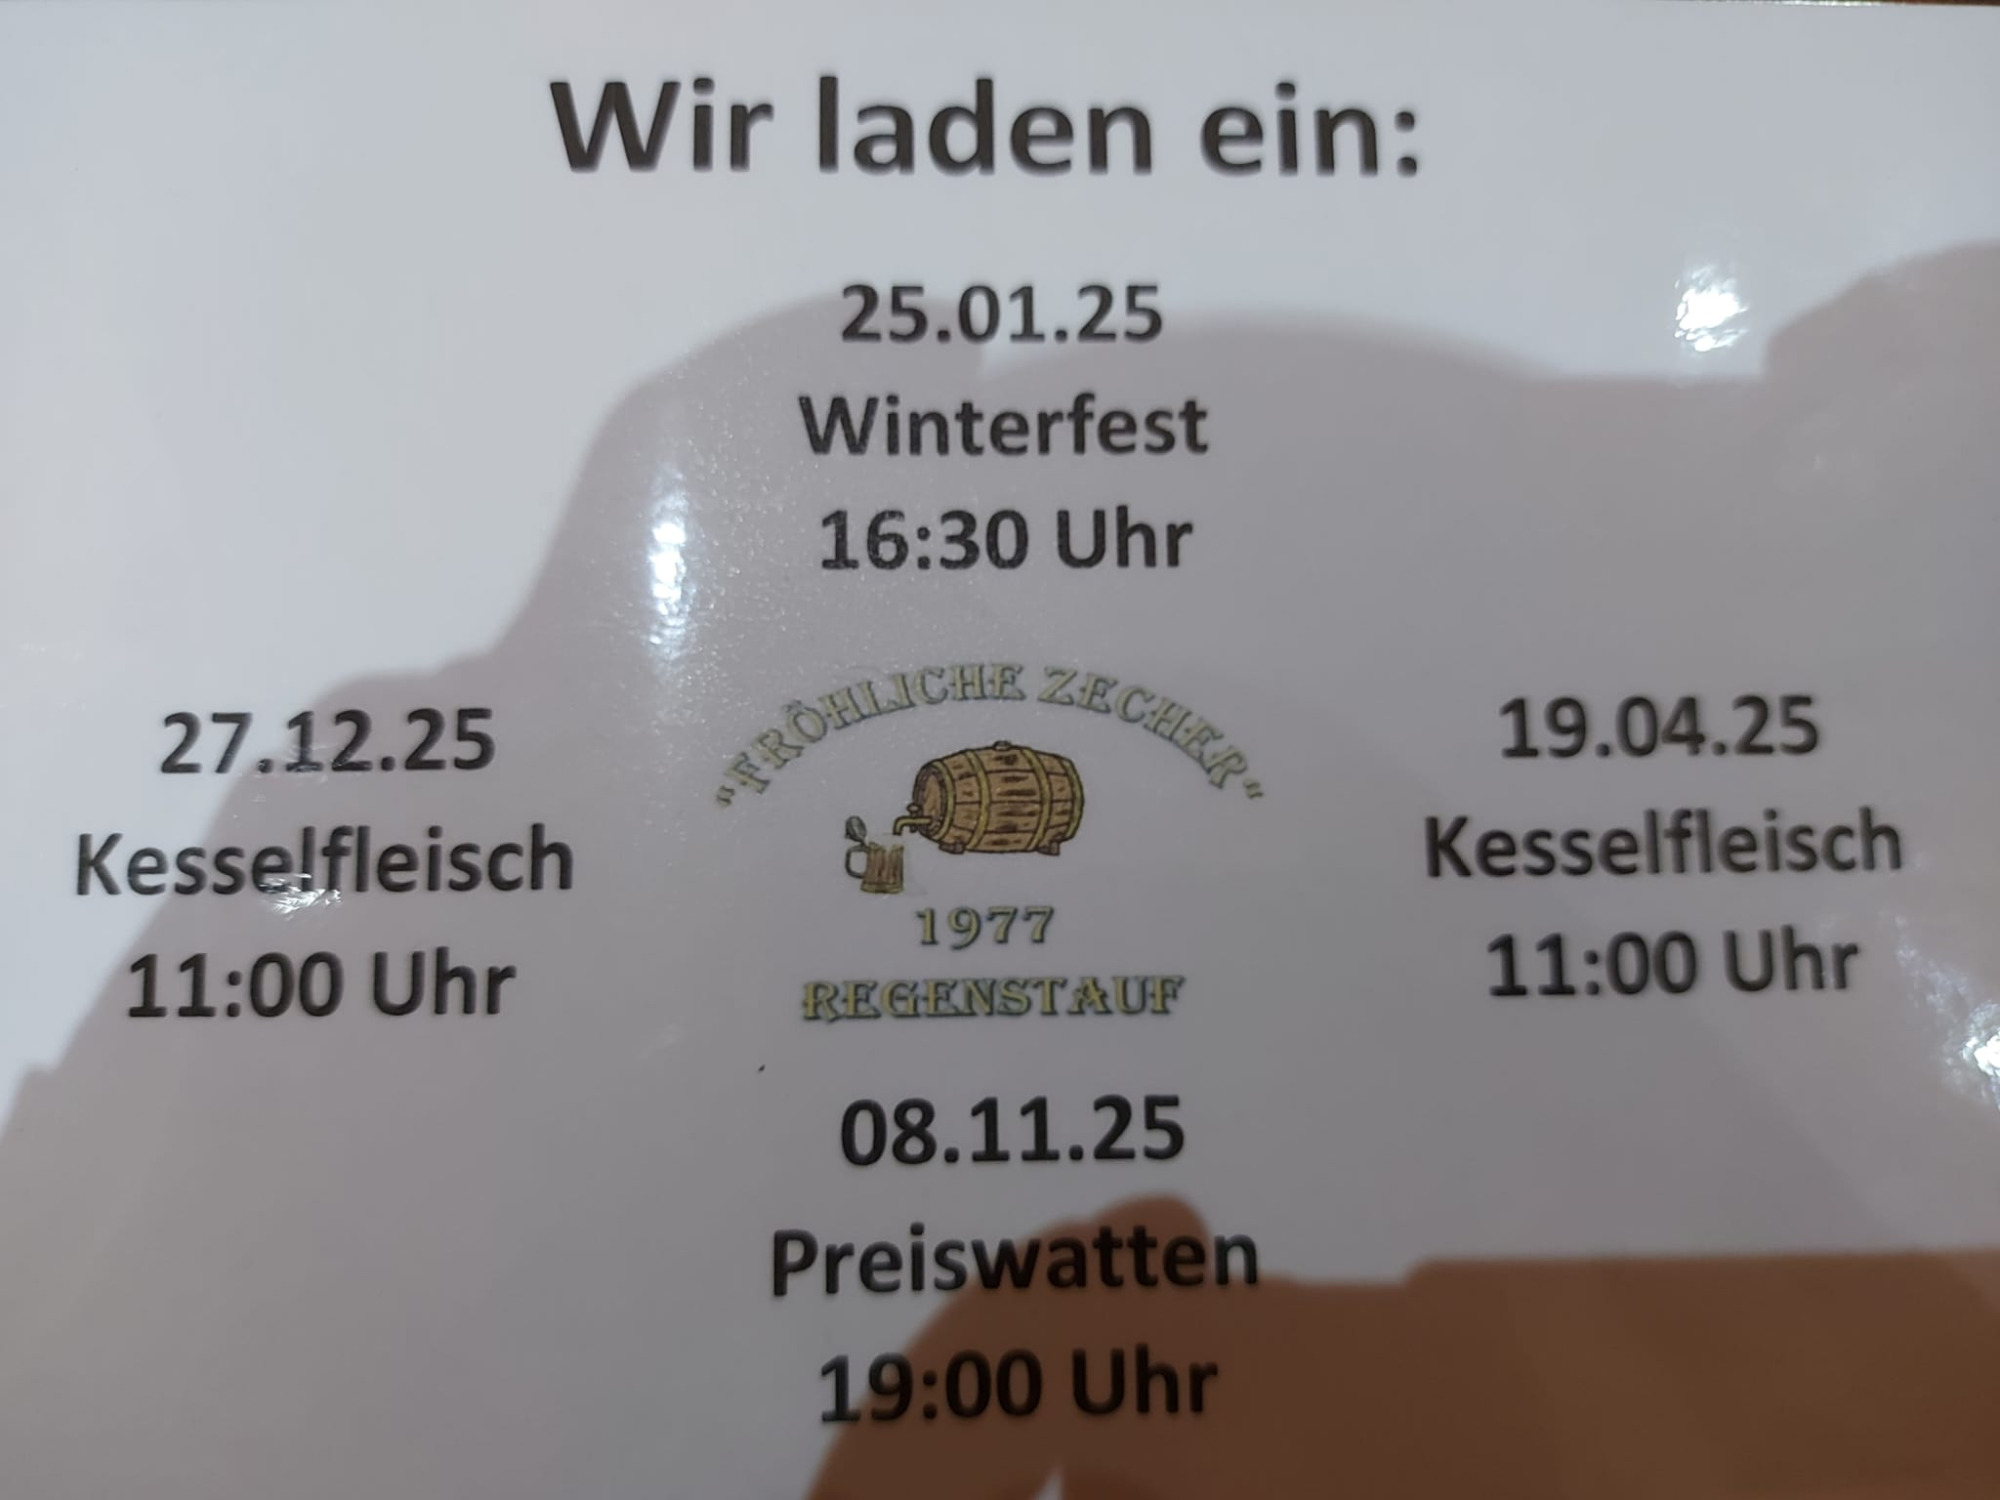 Wir laden ein:
25.01.25
Winterfest
16:30 Uhr
27.12.25
Kesselfleisch
11:00 Uhr
"FRÖHLICHE ZECHER"
1977
REGENSTAUF
19.04.25
Kesselfleisch
11:00 Uhr
08.11.25
Preiswatten
19:00 Uhr